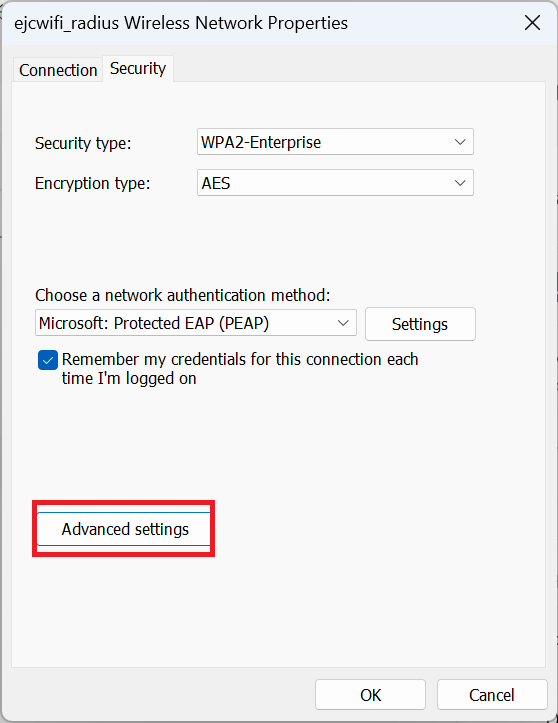 ejcwifi_radius Wireless Network Properties
Connection
Security
Security type:
WPA2-Enterprise
Encryption type:
AES
Choose a network authentication method:
Microsoft: Protected EAP (PEAP)
Settings
Remember my credentials for this connection each
time I'm logged on
Advanced settings
OK
Cancel